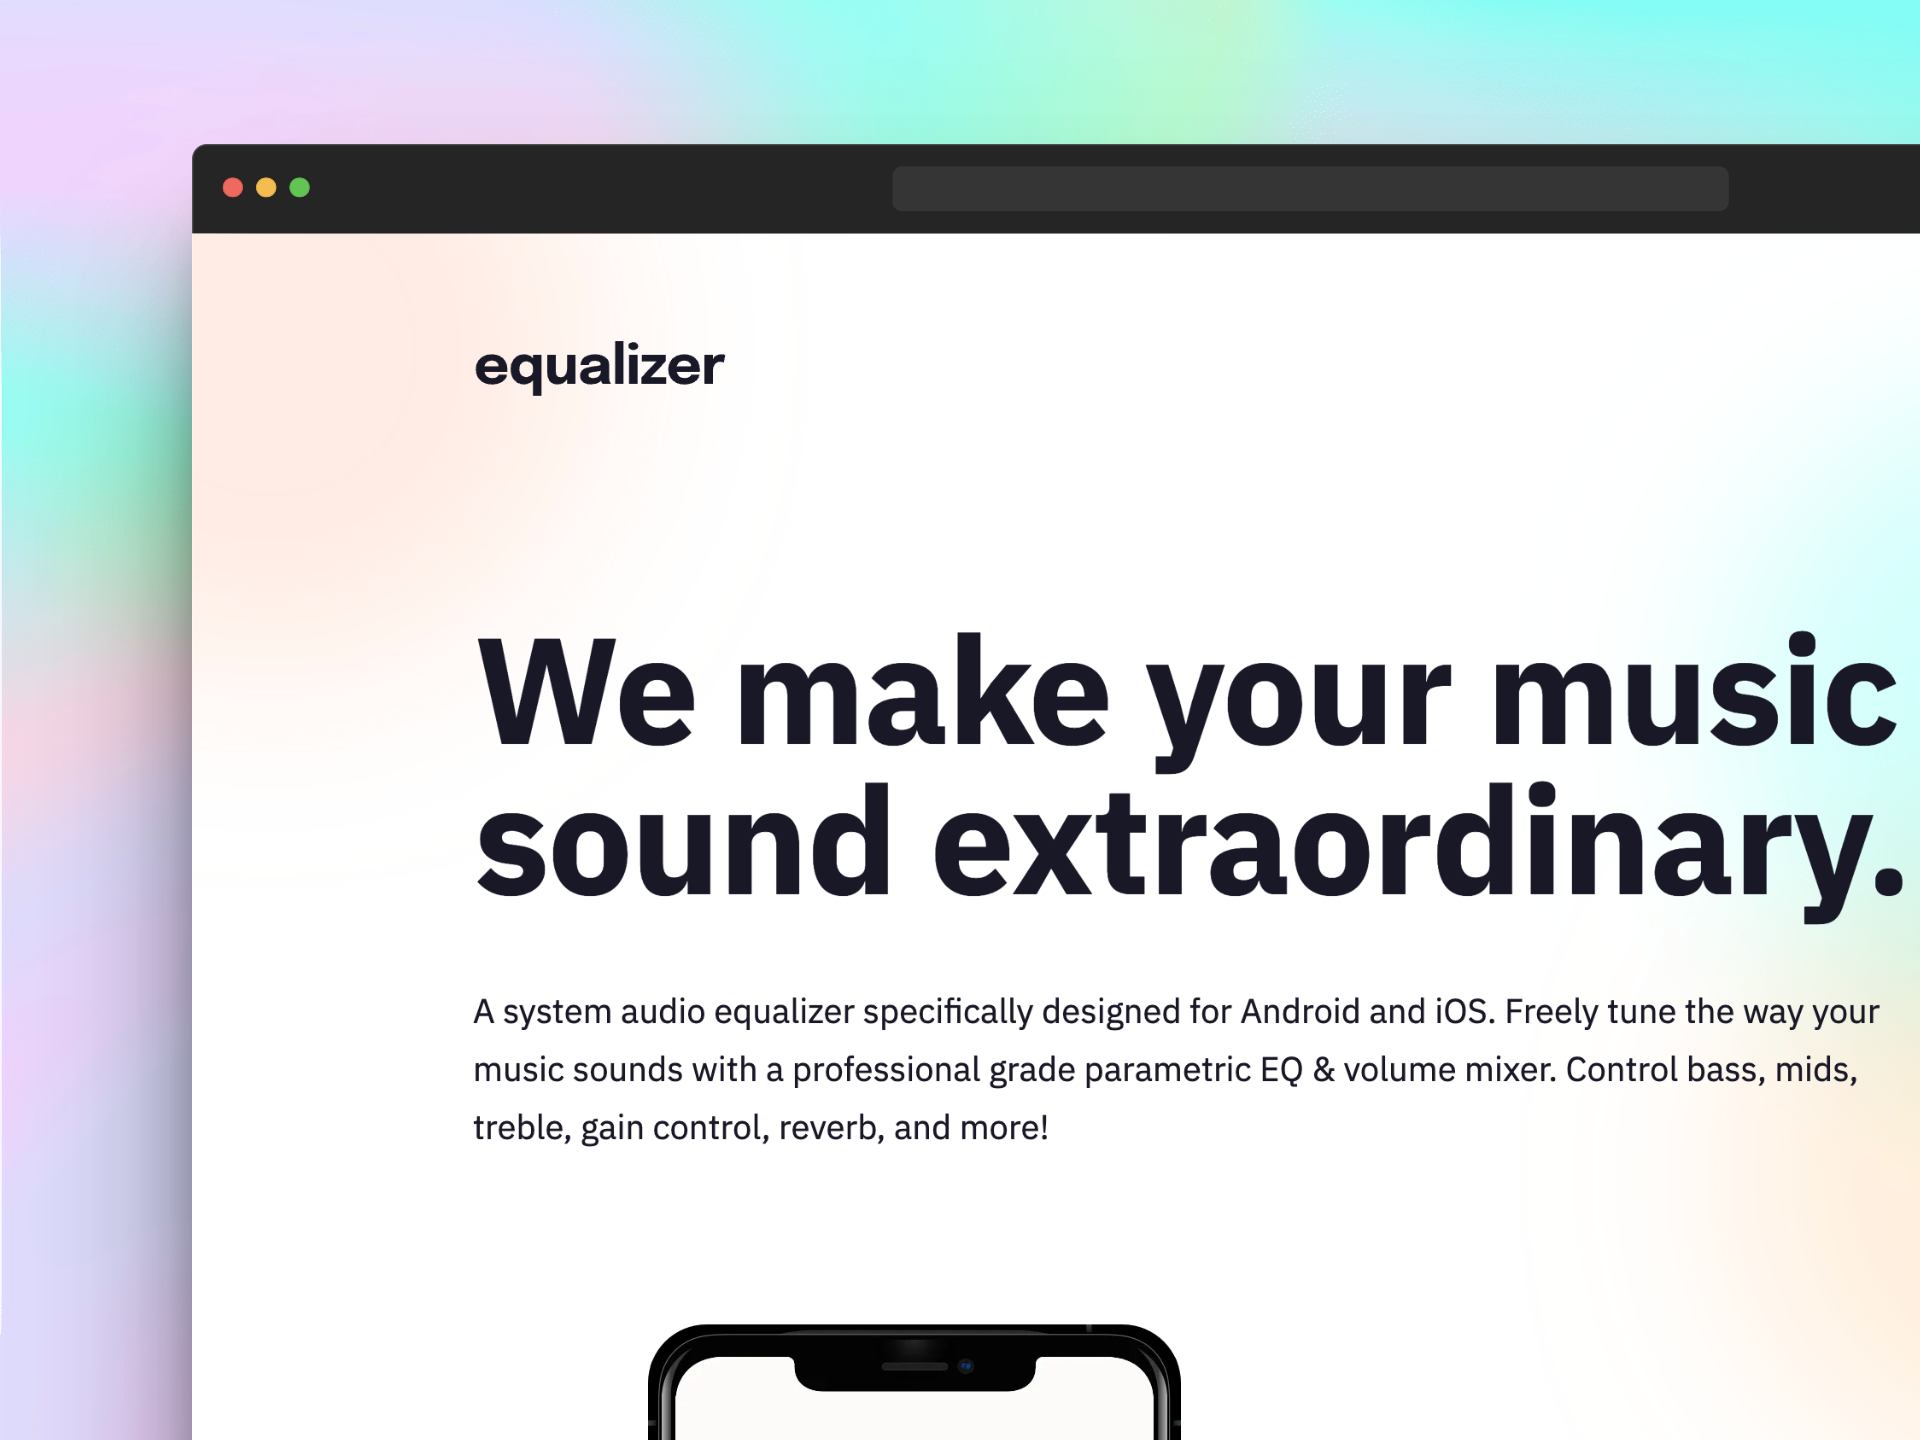 equalizer
We make your music
sound extraordinary.
A system audio equalizer specifically designed for Android and iOS. Freely tune the way your
music sounds with a professional grade parametric EQ & volume mixer. Control bass, mids,
treble, gain control, reverb, and more!